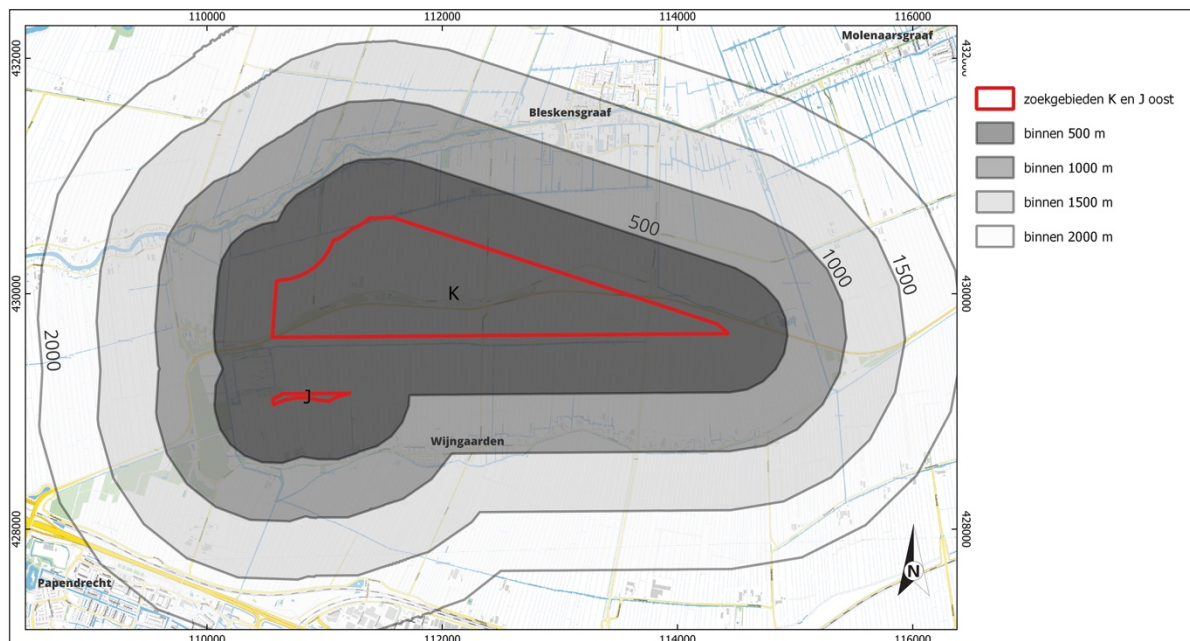 110000
112000
114000
116000
432000
432000
Molenaarsgraaf
zoekgebieden K en J oost
Bleskensgraaf
binnen 500 m
binnen 1000 m
binnen 1500 m
500
binnen 2000 m
1000
1500
430000
K
430000
2000
J
Wijngaarden
428000
428000
N
Papendrecht
110000
112000
114000
116000